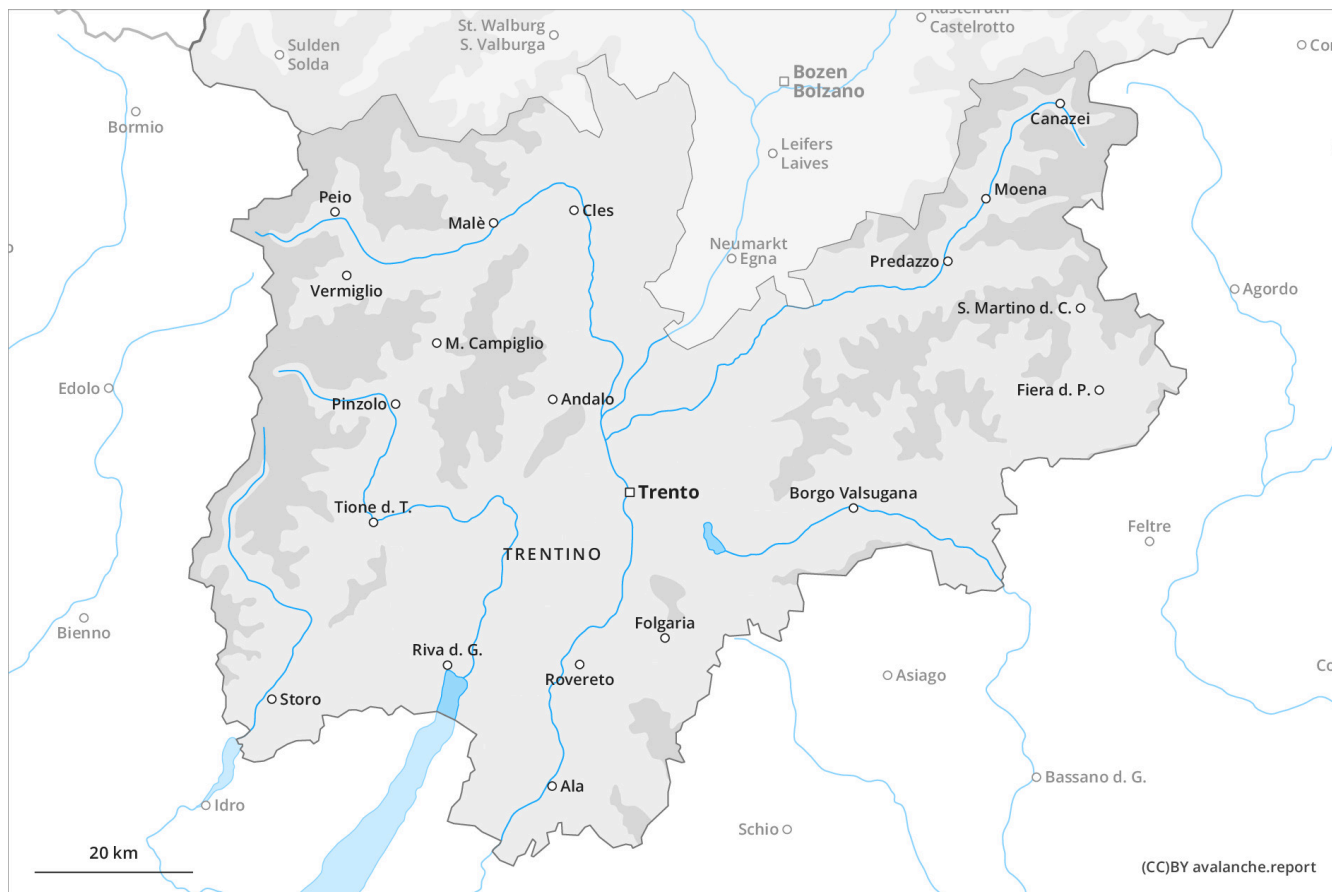 St. Walburg
S. Valburga
Kastelruth
Castelrotto
Sulden
Solda
Bozen
Bolzano
Bormio
Canazei
Leifers
Laives
Peio
Moena
Malè
Cles
Neumarkt
Egna
Predazzo
Vermiglio
Agordo
S. Martino d. C.
M. Campiglio
Edolo
Fiera d. P.
Pinzolo
Andalo
Trento
Borgo Valsugana
Tione d. T.
Feltre
TRENTINO
Bienno
Folgaria
Riva d. G.
Rovereto
Asiago
Storo
Bassano d. G.
Ala
Idro
Schio
20 km
(CC)BY avalanche.report